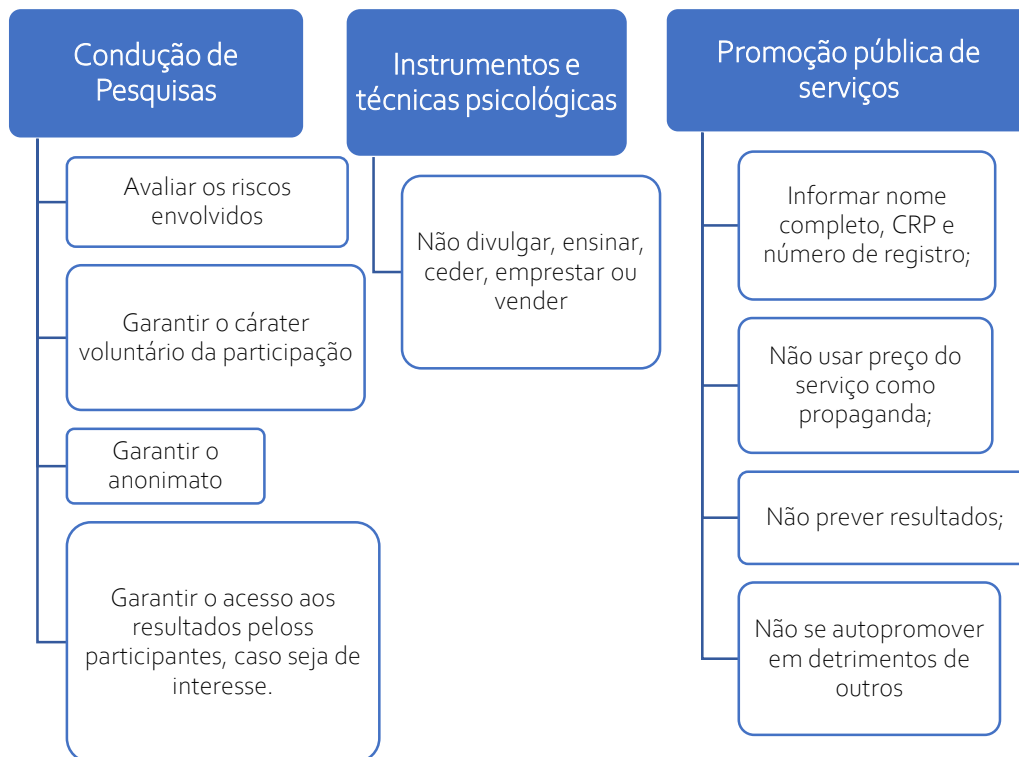 Condução de
Pesquisas
Avaliar os riscos
envolvidos
Garantir o cárater
voluntário da participação
Garantir o
anonimato
Garantir o acesso aos
resultados peloss
participantes, caso seja de
interesse.
Instrumentos e
técnicas psicológicas
Não divulgar, ensinar,
ceder, emprestar ou
vender
Promoção pública de
serviços
Informar nome
completo, CRP e
número de registro;
Não usar preço do
serviço como
propaganda;
Não prever resultados;
Não se autopromover
em detrimentos de
outros